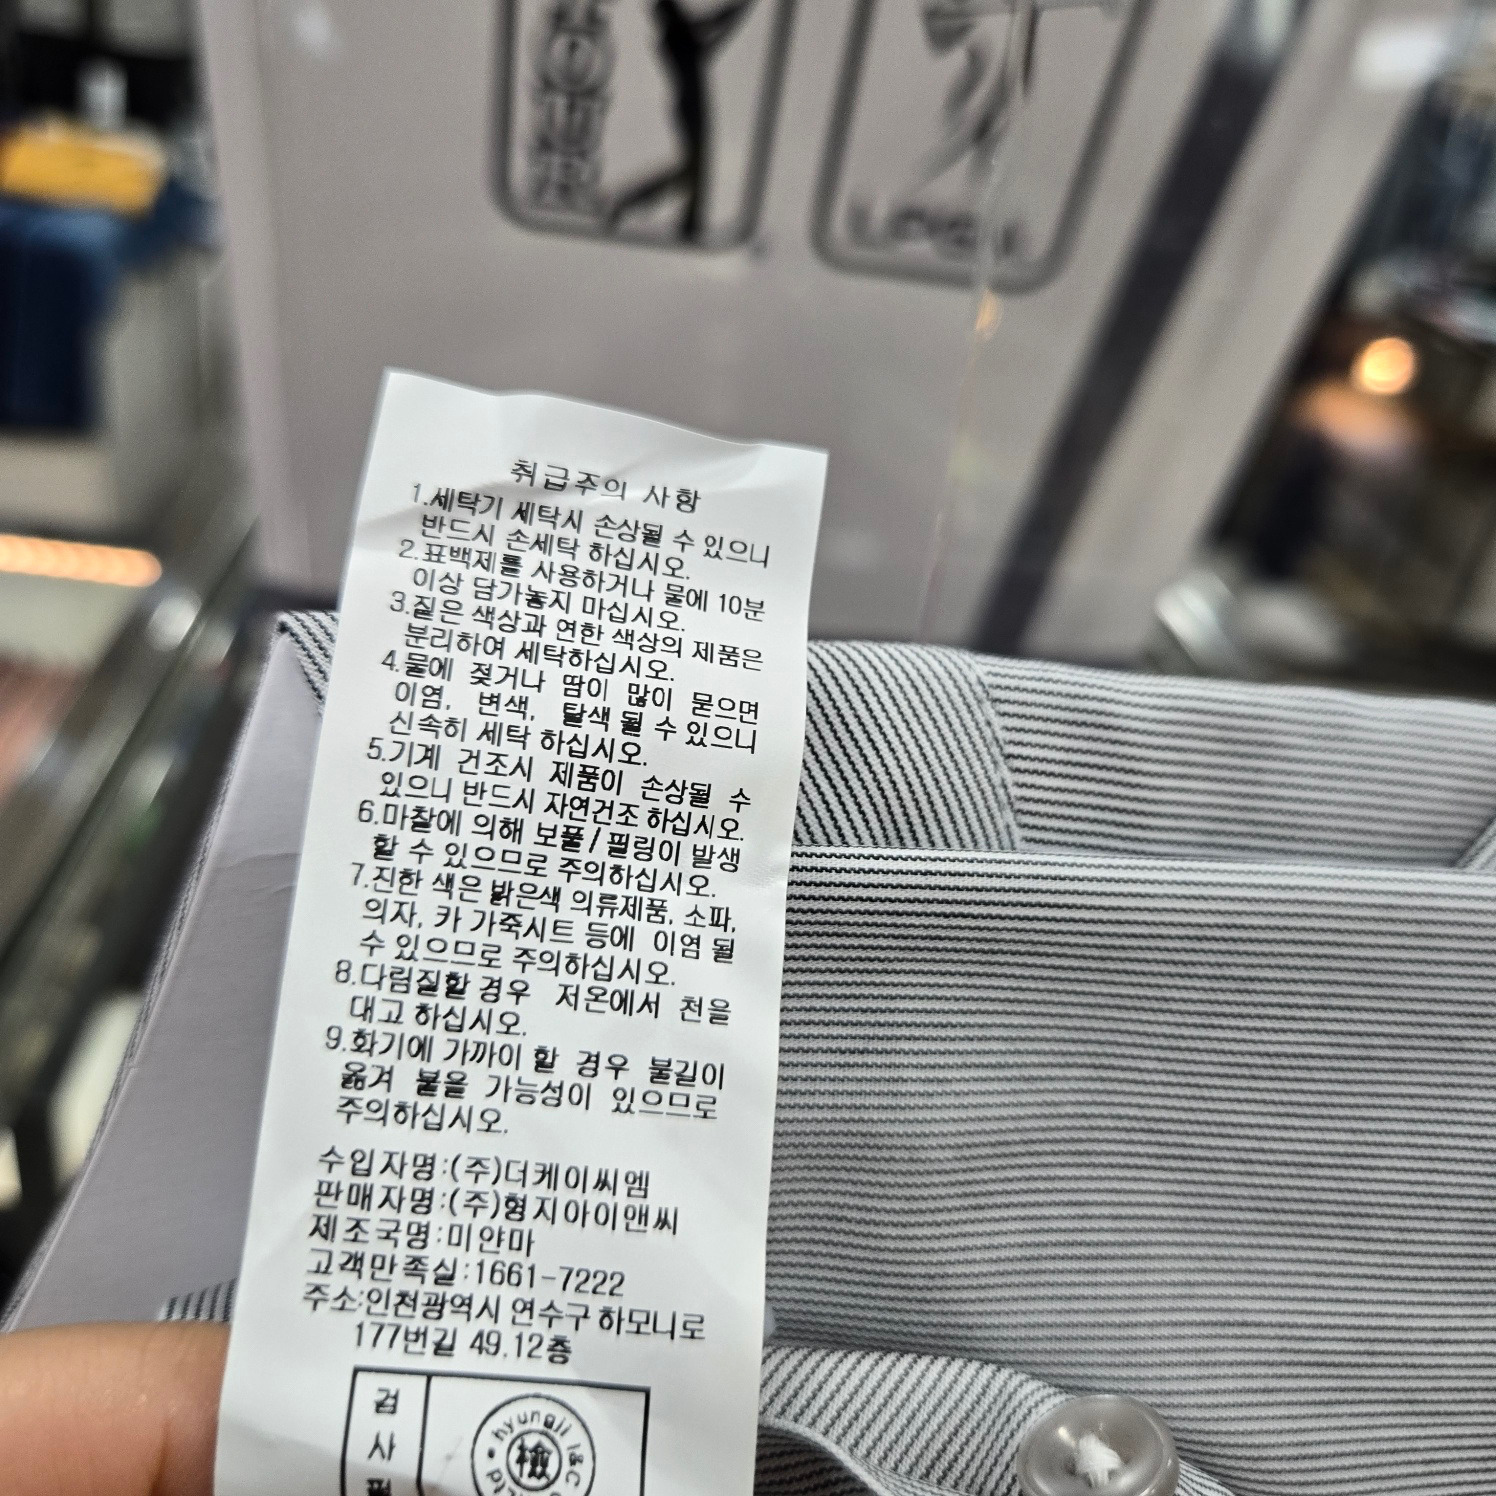 LPGA
취급주의 사항
1.세탁기 세탁시 손상될 수 있으니
반드시 손세탁 하십시오.
2.표백제를 사용하거나 물에 10분
이상 담가놓지 마십시오.
3.짙은 색상과 연한 색상의 제품은
분리하여 세탁하십시오.
4.물에 젖거나 땀이 많이 묻으면
이염, 변색, 탈색 될 수 있으니
신속히 세탁 하십시오.
5.기계 건조시 제품이 손상될 수
있으니 반드시 자연건조 하십시오.
6.마찰에 의해 보풀/필링이 발생
할 수 있으므로 주의하십시오.
7.진한 색은 밝은색 의류제품, 소파,
의자, 카 가죽시트 등에 이염 될
수 있으므로 주의하십시오.
8.다림질할 경우 저온에서 천을
대고 하십시오.
9.화기에 가까이 할 경우 불길이
옮겨 붙을 가능성이 있으므로
주의하십시오.
수입자명:(주)더케이씨엠
판매자명:(주)형지아이앤씨
제조국명:미얀마
고객만족실:1661-7222
주소:인천광역시 연수구 하모니로
177번길 49.12층
검
사
필
hyungji I&C
檢